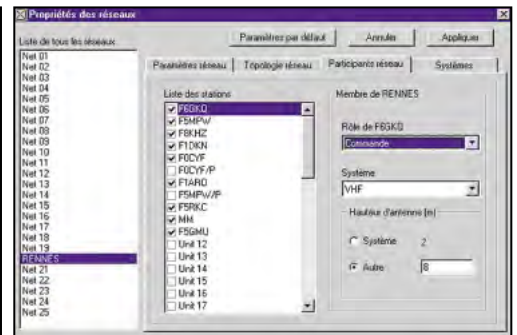 Propriétés des réseaux
Liste de tous les réseaux
Paramètres par défaut
Annuler
Appliquer
Net 01
Net 02
Net 03
Net 04
Net 05
Net 06
Net 07
Net 08
Net 09
Net 10
Net 11
Net 12
Net 13
Net 14
Net 15
Net 16
Net 17
Net 18
Net 19
RENNES
Net 21
Net 22
Net 23
Net 24
Net 25
Paramètres réseau
Topologie réseau
Participants réseau
Systèmes
Liste des stations
F6GKQ
F5MPW
F8KHZ
F1DKN
F0CYF
F0CYF/P
F1ARO
F5MPW/P
F5RKC
MM
F5GMU
Unit 12
Unit 13
Unit 14
Unit 15
Unit 16
Unit 17
Membre de RENNES
Rôle de F6GKQ
Commande
Système
VHF
Hauteur d'antenne [m]
Système 2
Autre 8